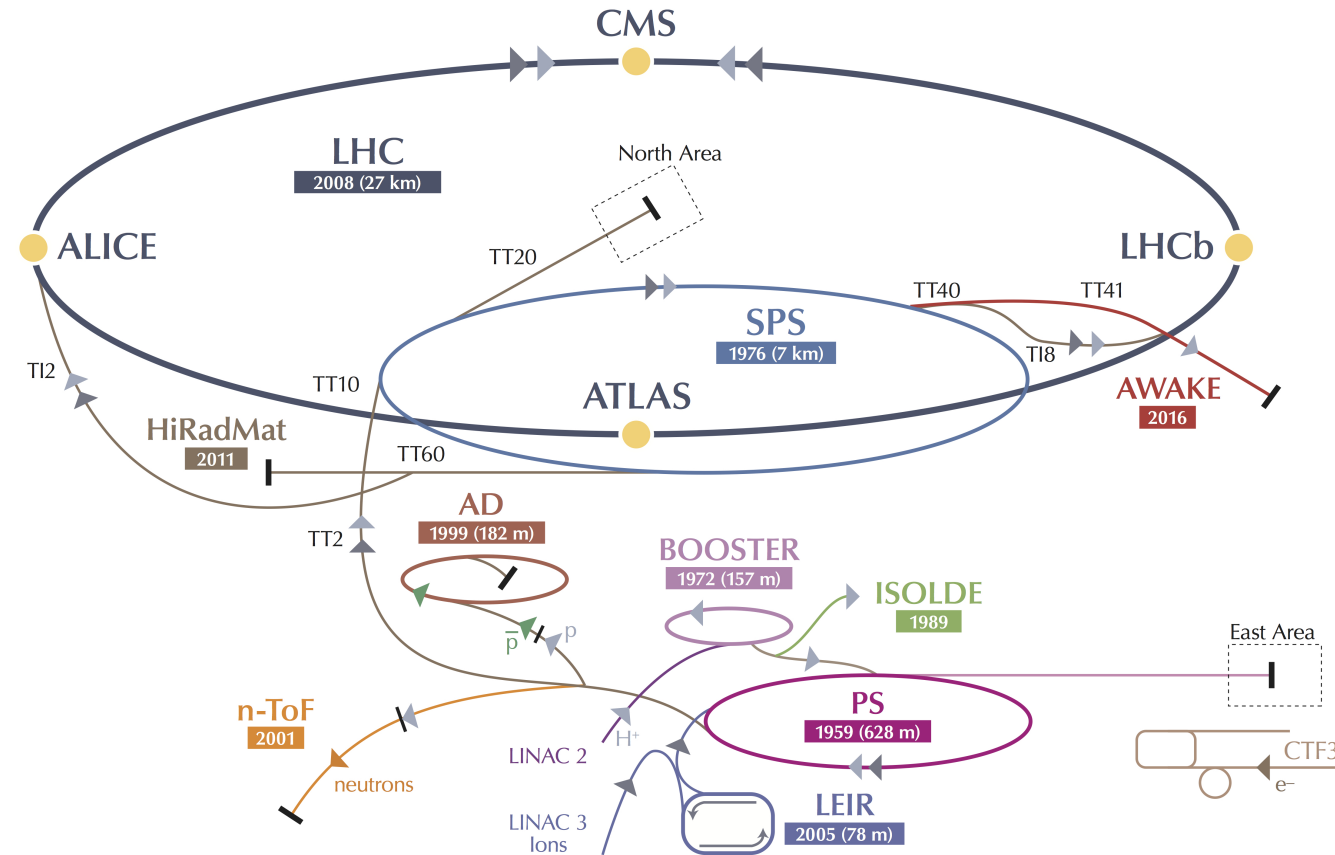 CMS
LHC
2008 (27 km)
North Area
ALICE
TT20
LHCb
TT40
TT41
SPS
1976 (7 km)
TI8
TI2
TT10
ATLAS
AWAKE
2016
HiRadMat
2011
TT60
AD
1999 (182 m)
TT2
BOOSTER
1972 (157 m)
ISOLDE
1989
p̅
p
East Area
n-ToF
2001
PS
1959 (628 m)
H⁺
LINAC 2
CTF3
neutrons
e–
LEIR
2005 (78 m)
LINAC 3
Ions